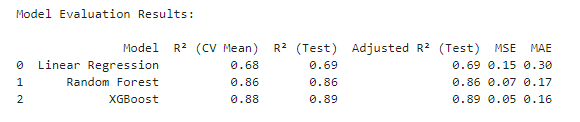 Model Evaluation Results:
Model R² (CV Mean) R² (Test) Adjusted R² (Test) MSE MAE
0 Linear Regression 0.68 0.69 0.69 0.15 0.30
1 Random Forest 0.86 0.86 0.86 0.07 0.17
2 XGBoost 0.88 0.89 0.89 0.05 0.16